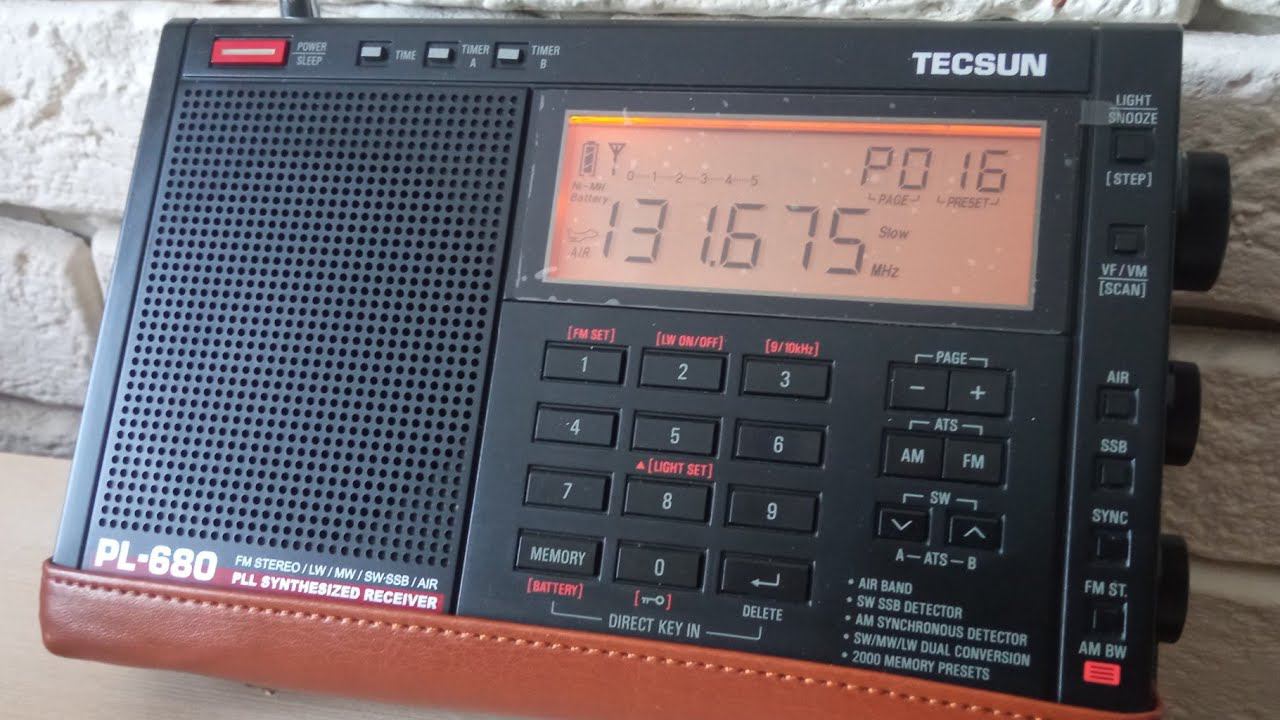 POWER
SLEEP
TIME
TIMER
A
TIMER
B
TECSUN
LIGHT
SNOOZE
[STEP]
VF/VM
[SCAN]
Ni-MH
Battery
0 1 2 3 4 5
P016
PAGE PRESET
AIR
131.675
Slow
MHz
[FM SET] [LW ON/OFF] [9/10kHz]
1 2 3
4 5 6
▲[LIGHT SET]
7 8 9
MEMORY 0
[BATTERY] DELETE
DIRECT KEY IN
PAGE
- +
ATS
AM FM
SW
A — ATS — B
AIR
SSB
SYNC
FM ST.
AM BW
• AIR BAND
• SW SSB DETECTOR
• AM SYNCHRONOUS DETECTOR
• SW/MW/LW DUAL CONVERSION
• 2000 MEMORY PRESETS
PL-680
FM STEREO / LW / MW / SW-SSB / AIR
PLL SYNTHESIZED RECEIVER